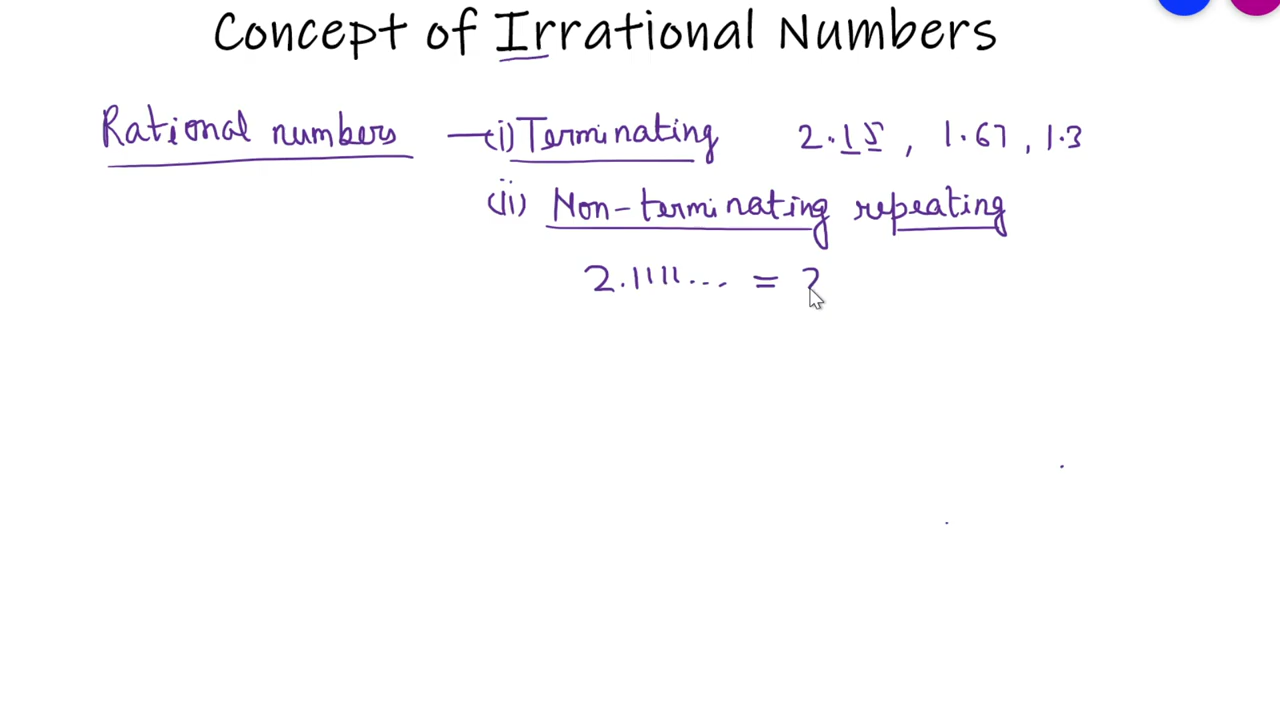 Concept of Irrational Numbers
Rational numbers —(i) Terminating 2.15, 1.67, 1.3
(ii) Non-terminating repeating
2.1111... = 2